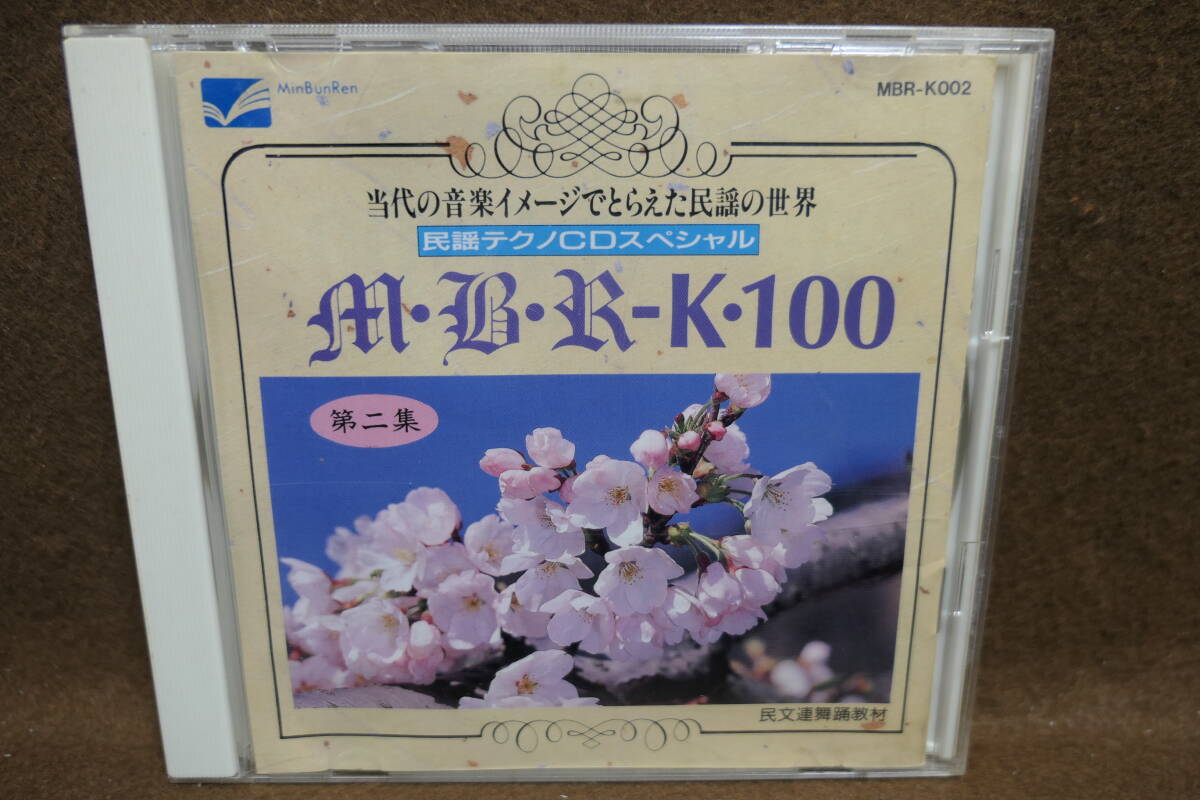 MinBunRen
MBR-K002
当代の音楽イメージでとらえた民謡の世界
民謡テクノCDスペシャル
M・B・R-K・100
第二集
民文連舞踊教材